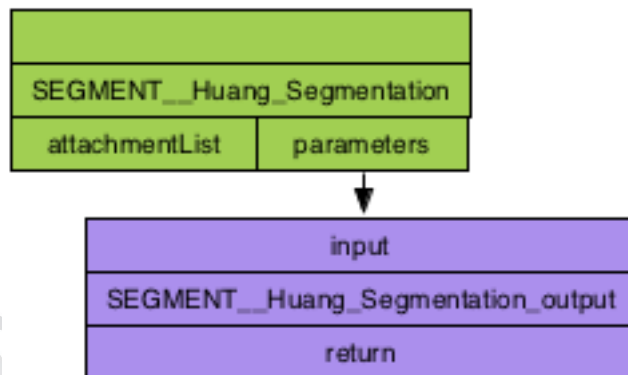 SEGMENT__Huang_Segmentation
attachmentList parameters
input
SEGMENT__Huang_Segmentation_output
return